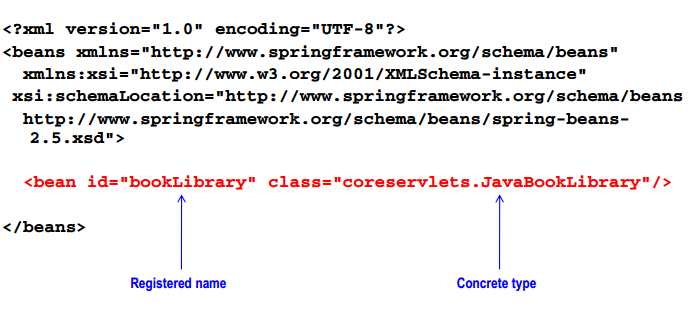 <?xml version="1.0" encoding="UTF-8"?>
<beans xmlns="http://www.springframework.org/schema/beans"
xmlns:xsi="http://www.w3.org/2001/XMLSchema-instance"
xsi:schemaLocation="http://www.springframework.org/schema/beans
http://www.springframework.org/schema/beans/spring-beans-
2.5.xsd">
<bean id="bookLibrary" class="coreservlets.JavaBookLibrary"/>
</beans>
Registered name
Concrete type